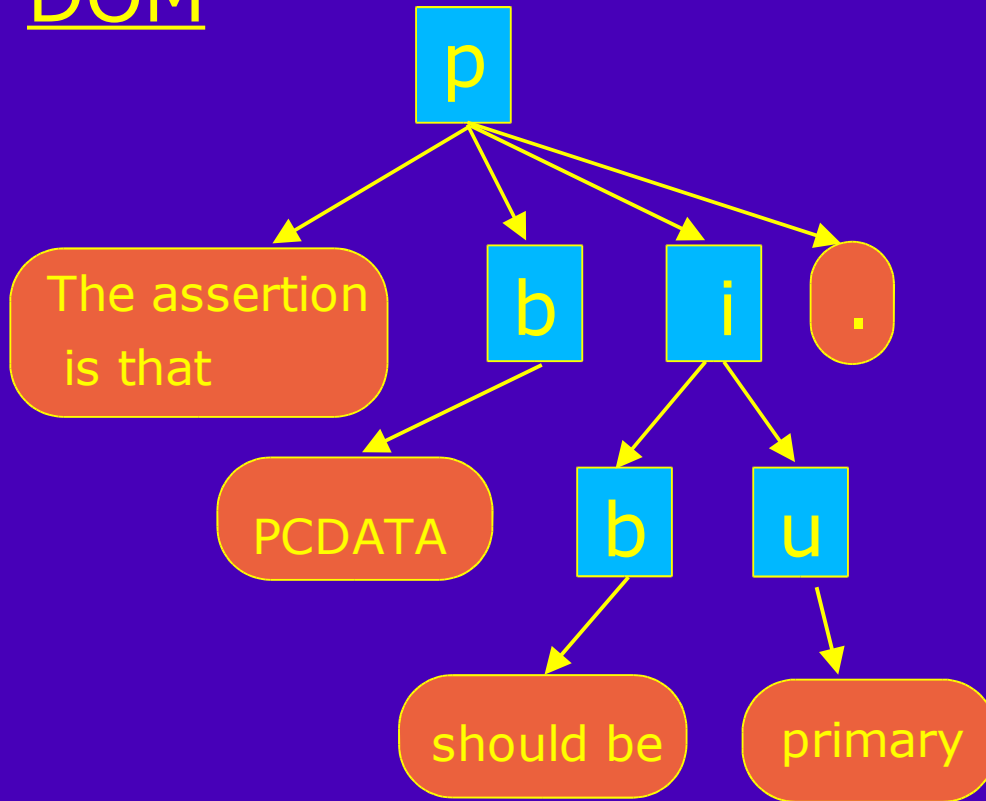 DOM
p
The assertion
is that
b
i
.
PCDATA
b
u
should be
primary